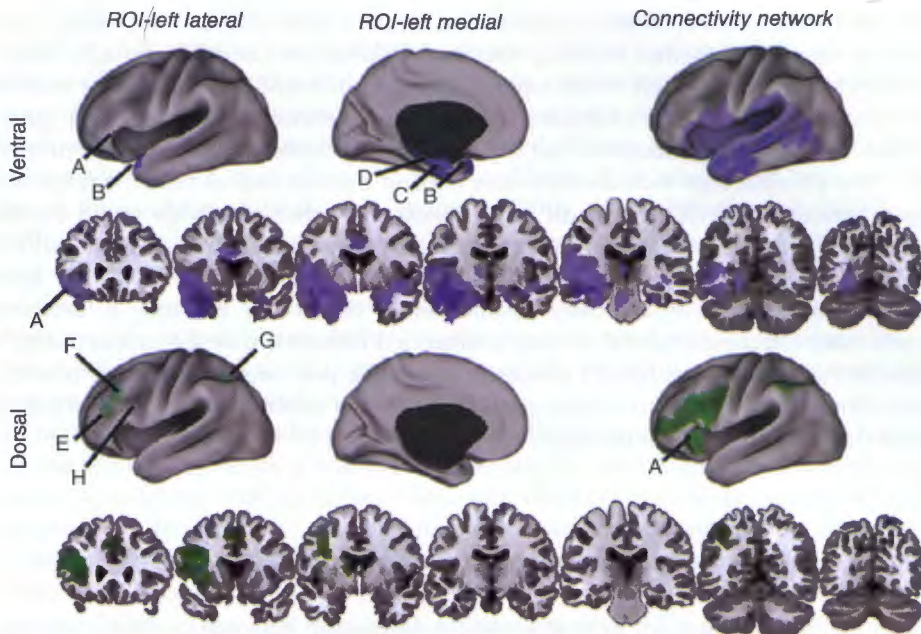 ROI-left lateral ROI-left medial Connectivity network
Ventral
A
B
D
C
B
A
Dorsal
F
G
E
H
A